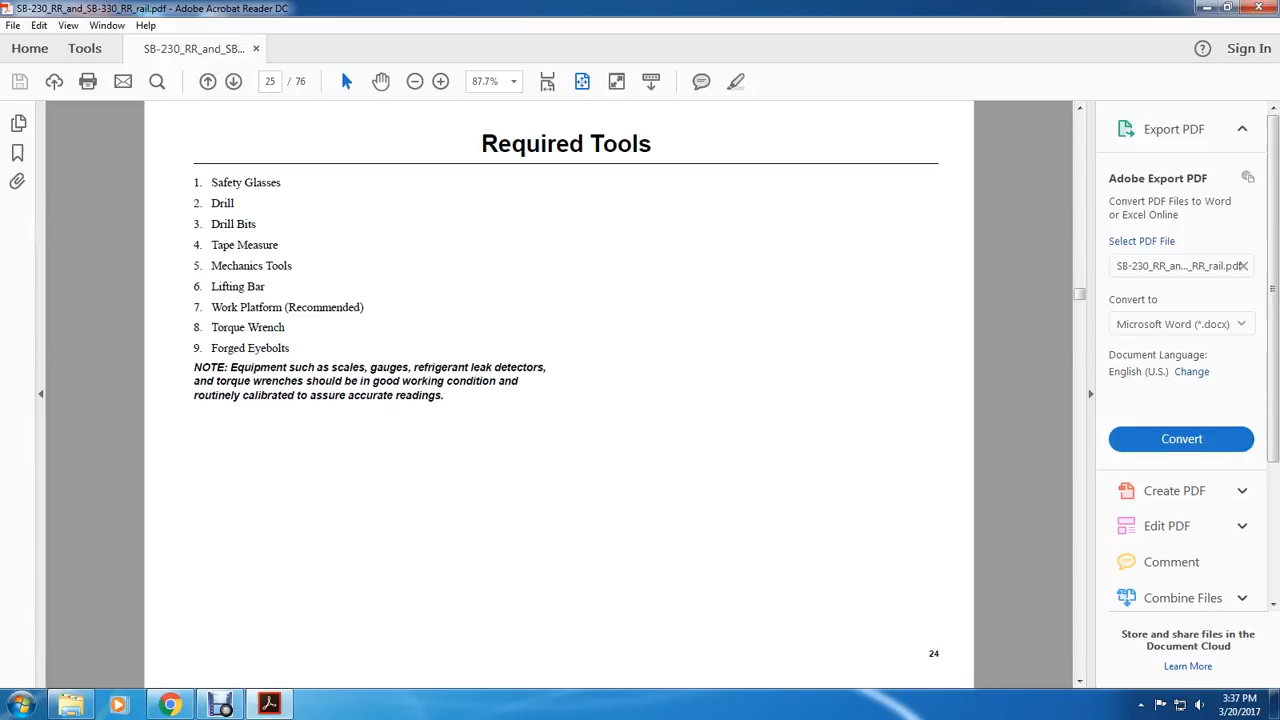 SB-230_RR_and_SB-330_RR_rail.pdf - Adobe Acrobat Reader DC
File Edit View Window Help
Home Tools SB-230_RR_and_SB... Sign In
25 / 76 87.7%
Required Tools
1. Safety Glasses
2. Drill
3. Drill Bits
4. Tape Measure
5. Mechanics Tools
6. Lifting Bar
7. Work Platform (Recommended)
8. Torque Wrench
9. Forged Eyebolts
NOTE: Equipment such as scales, gauges, refrigerant leak detectors,
and torque wrenches should be in good working condition and
routinely calibrated to assure accurate readings.
24
Export PDF
Adobe Export PDF
Convert PDF Files to Word
or Excel Online
Select PDF File
SB-230_RR_an..._RR_rail.pdf
Convert to
Microsoft Word (*.docx)
Document Language:
English (U.S.) Change
Convert
Create PDF
Edit PDF
Comment
Combine Files
Store and share files in the
Document Cloud
Learn More
3:37 PM
3/20/2017